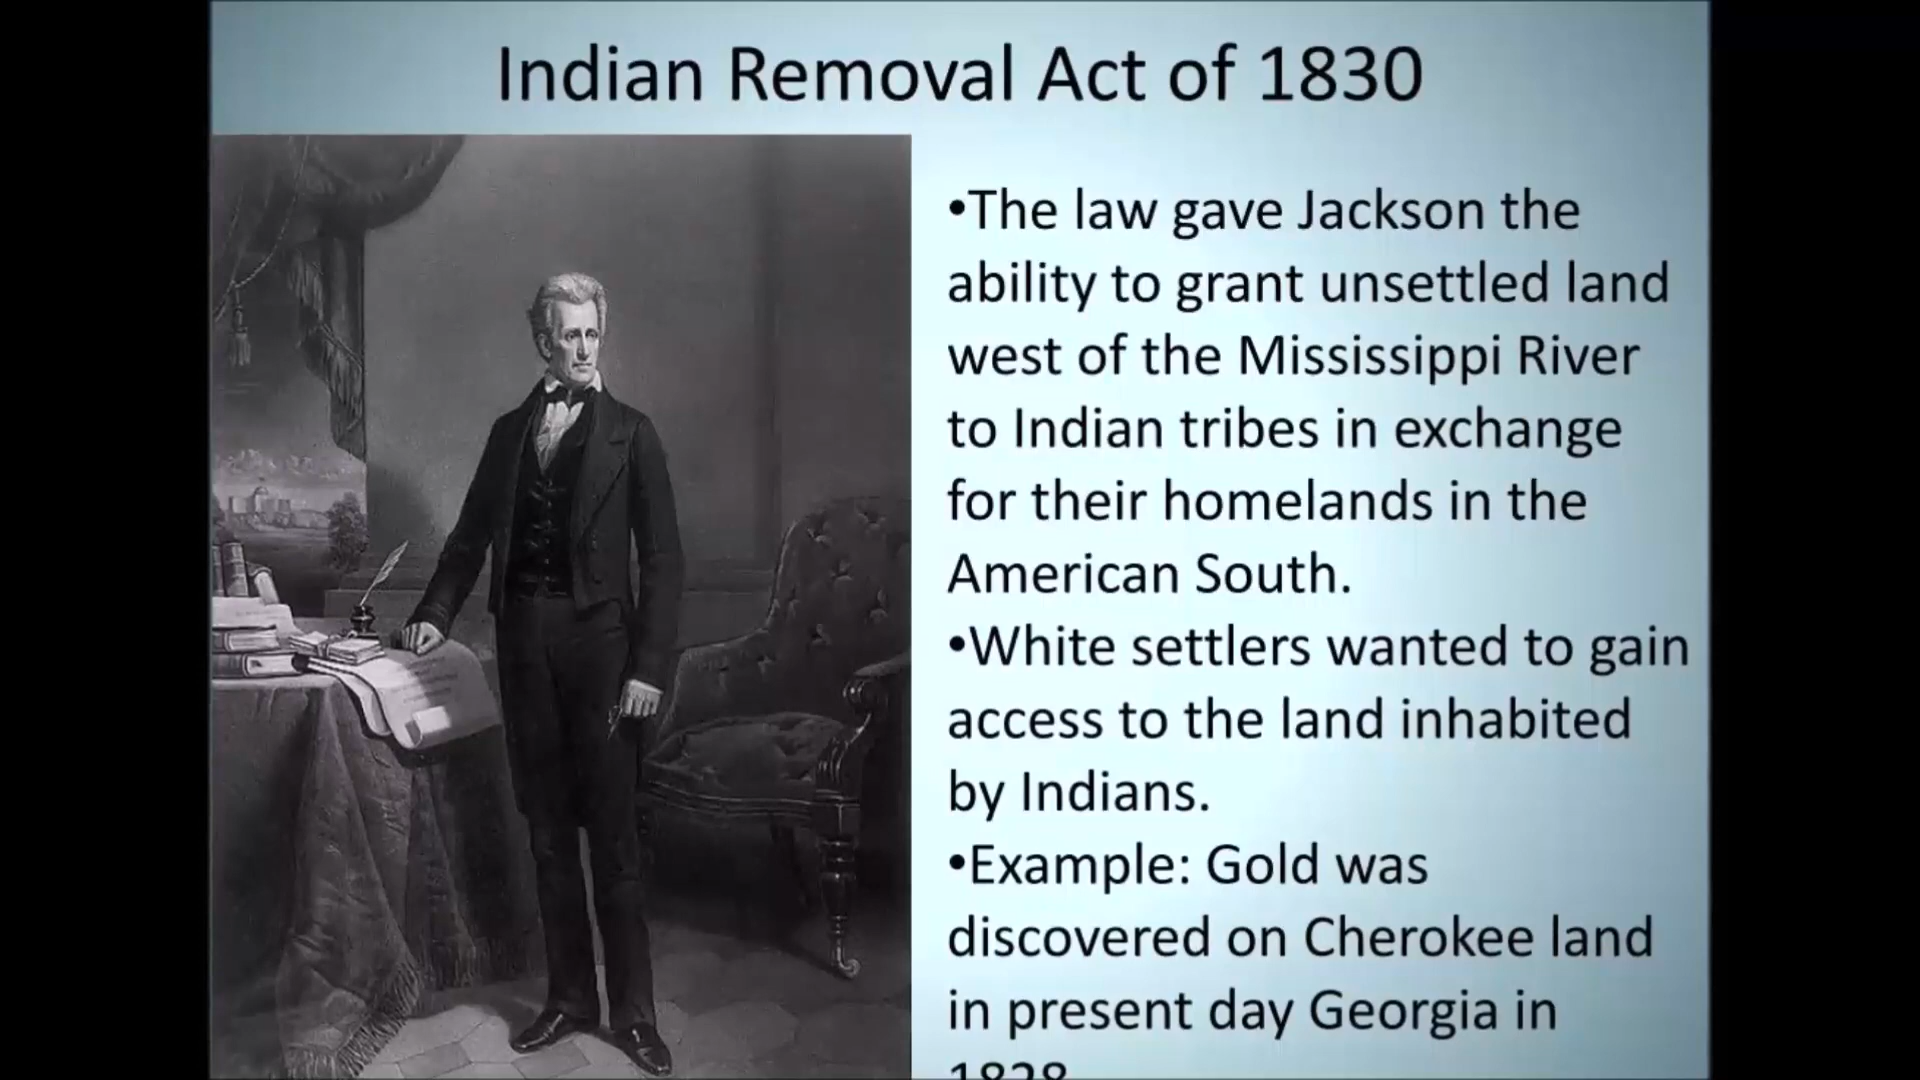 Indian Removal Act of 1830
•The law gave Jackson the
ability to grant unsettled land
west of the Mississippi River
to Indian tribes in exchange
for their homelands in the
American South.
•White settlers wanted to gain
access to the land inhabited
by Indians.
•Example: Gold was
discovered on Cherokee land
in present day Georgia in
1828